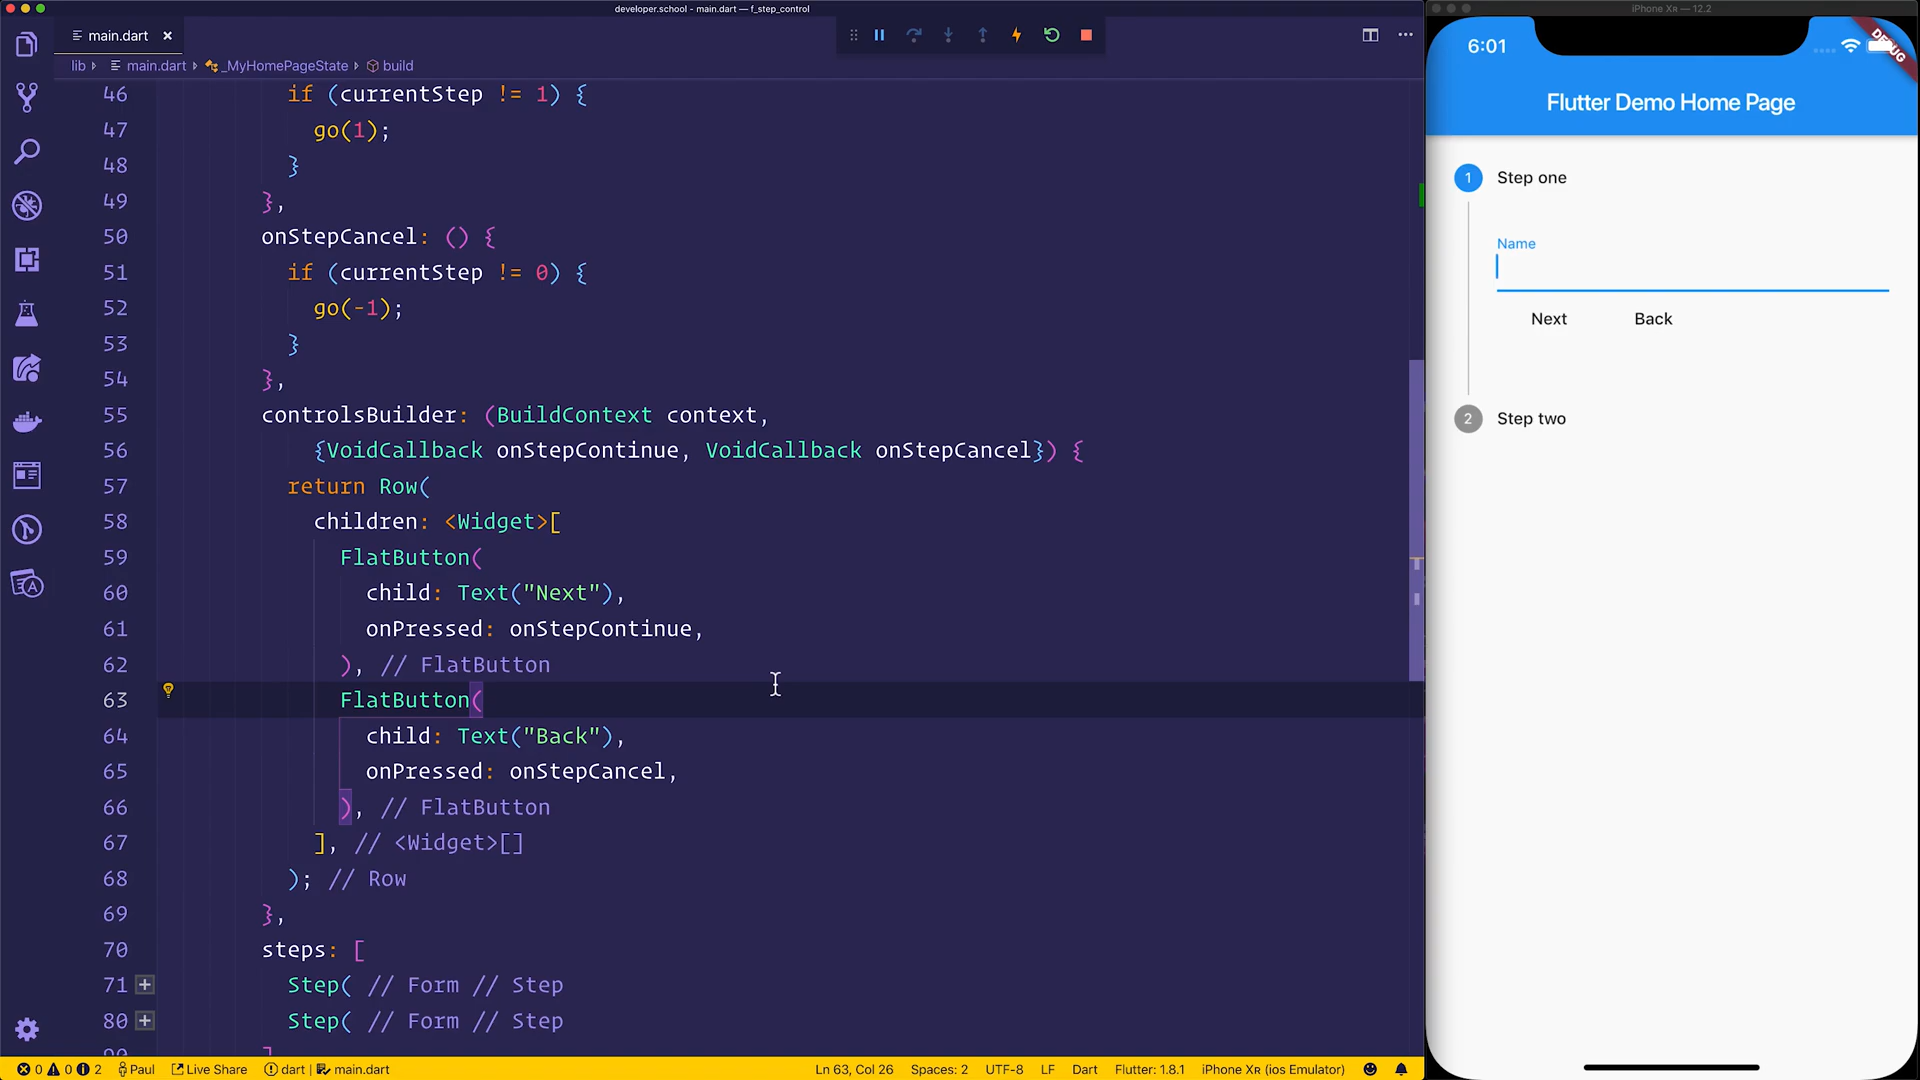 developer.school - main.dart — f_step_control
main.dart
lib
main.dart
_MyHomePageState
build
46 if (currentStep != 1) {
47 go(1);
48 }
49 },
50 onStepCancel: () {
51 if (currentStep != 0) {
52 go(-1);
53 }
54 },
55 controlsBuilder: (BuildContext context,
56 {VoidCallback onStepContinue, VoidCallback onStepCancel}) {
57 return Row(
58 children: <Widget>[
59 FlatButton(
60 child: Text("Next"),
61 onPressed: onStepContinue,
62 ), // FlatButton
63 FlatButton(
64 child: Text("Back"),
65 onPressed: onStepCancel,
66 ), // FlatButton
67 ], // <Widget>[]
68 ); // Row
69 },
70 steps: [
71 Step( // Form // Step
80 Step( // Form // Step
]
0 0 2 Paul Live Share dart | main.dart Ln 63, Col 26 Spaces: 2 UTF-8 LF Dart Flutter: 1.8.1 iPhone XR (ios Emulator)
iPhone XR — 12.2
6:01
DEBUG
Flutter Demo Home Page
1 Step one
Name
Next Back
2 Step two